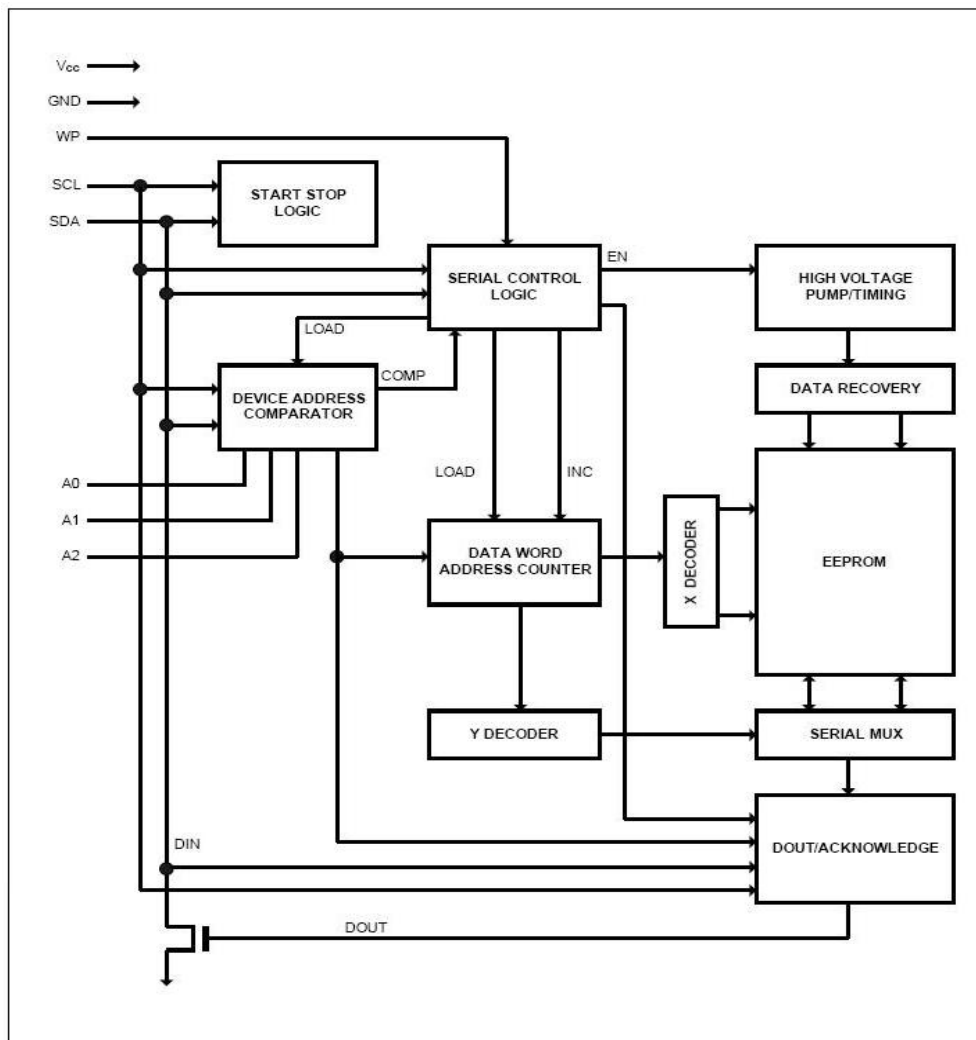 Vcc
GND
WP
SCL
SDA
START STOP
LOGIC
SERIAL CONTROL
LOGIC
EN
HIGH VOLTAGE
PUMP/TIMING
LOAD
COMP
DEVICE ADDRESS
COMPARATOR
DATA RECOVERY
A0
A1
A2
LOAD
INC
DATA WORD
ADDRESS COUNTER
X DECODER
EEPROM
Y DECODER
SERIAL MUX
DIN
DOUT/ACKNOWLEDGE
DOUT